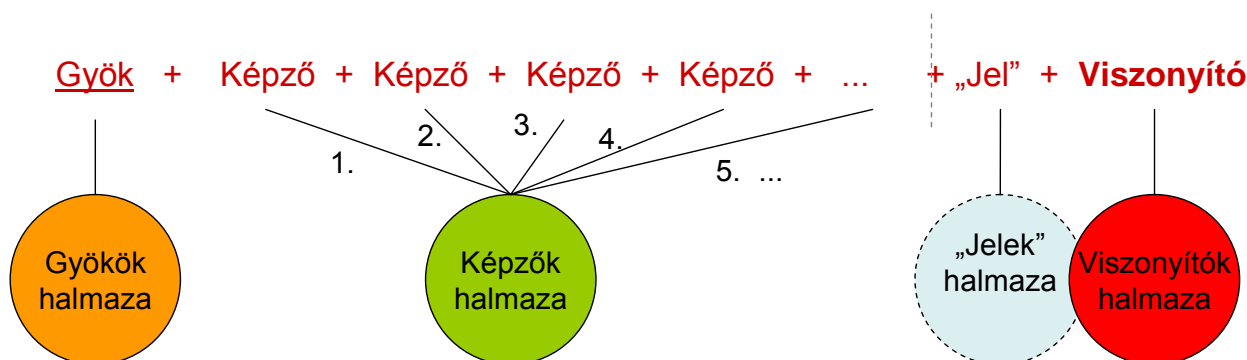 Gyök + Képző + Képző + Képző + Képző + ... + „Jel” + Viszonyító
1. 2. 3. 4. 5. ...
Gyökök
halmaza
Képzők
halmaza
„Jelek”
halmaza
Viszonyítók
halmaza